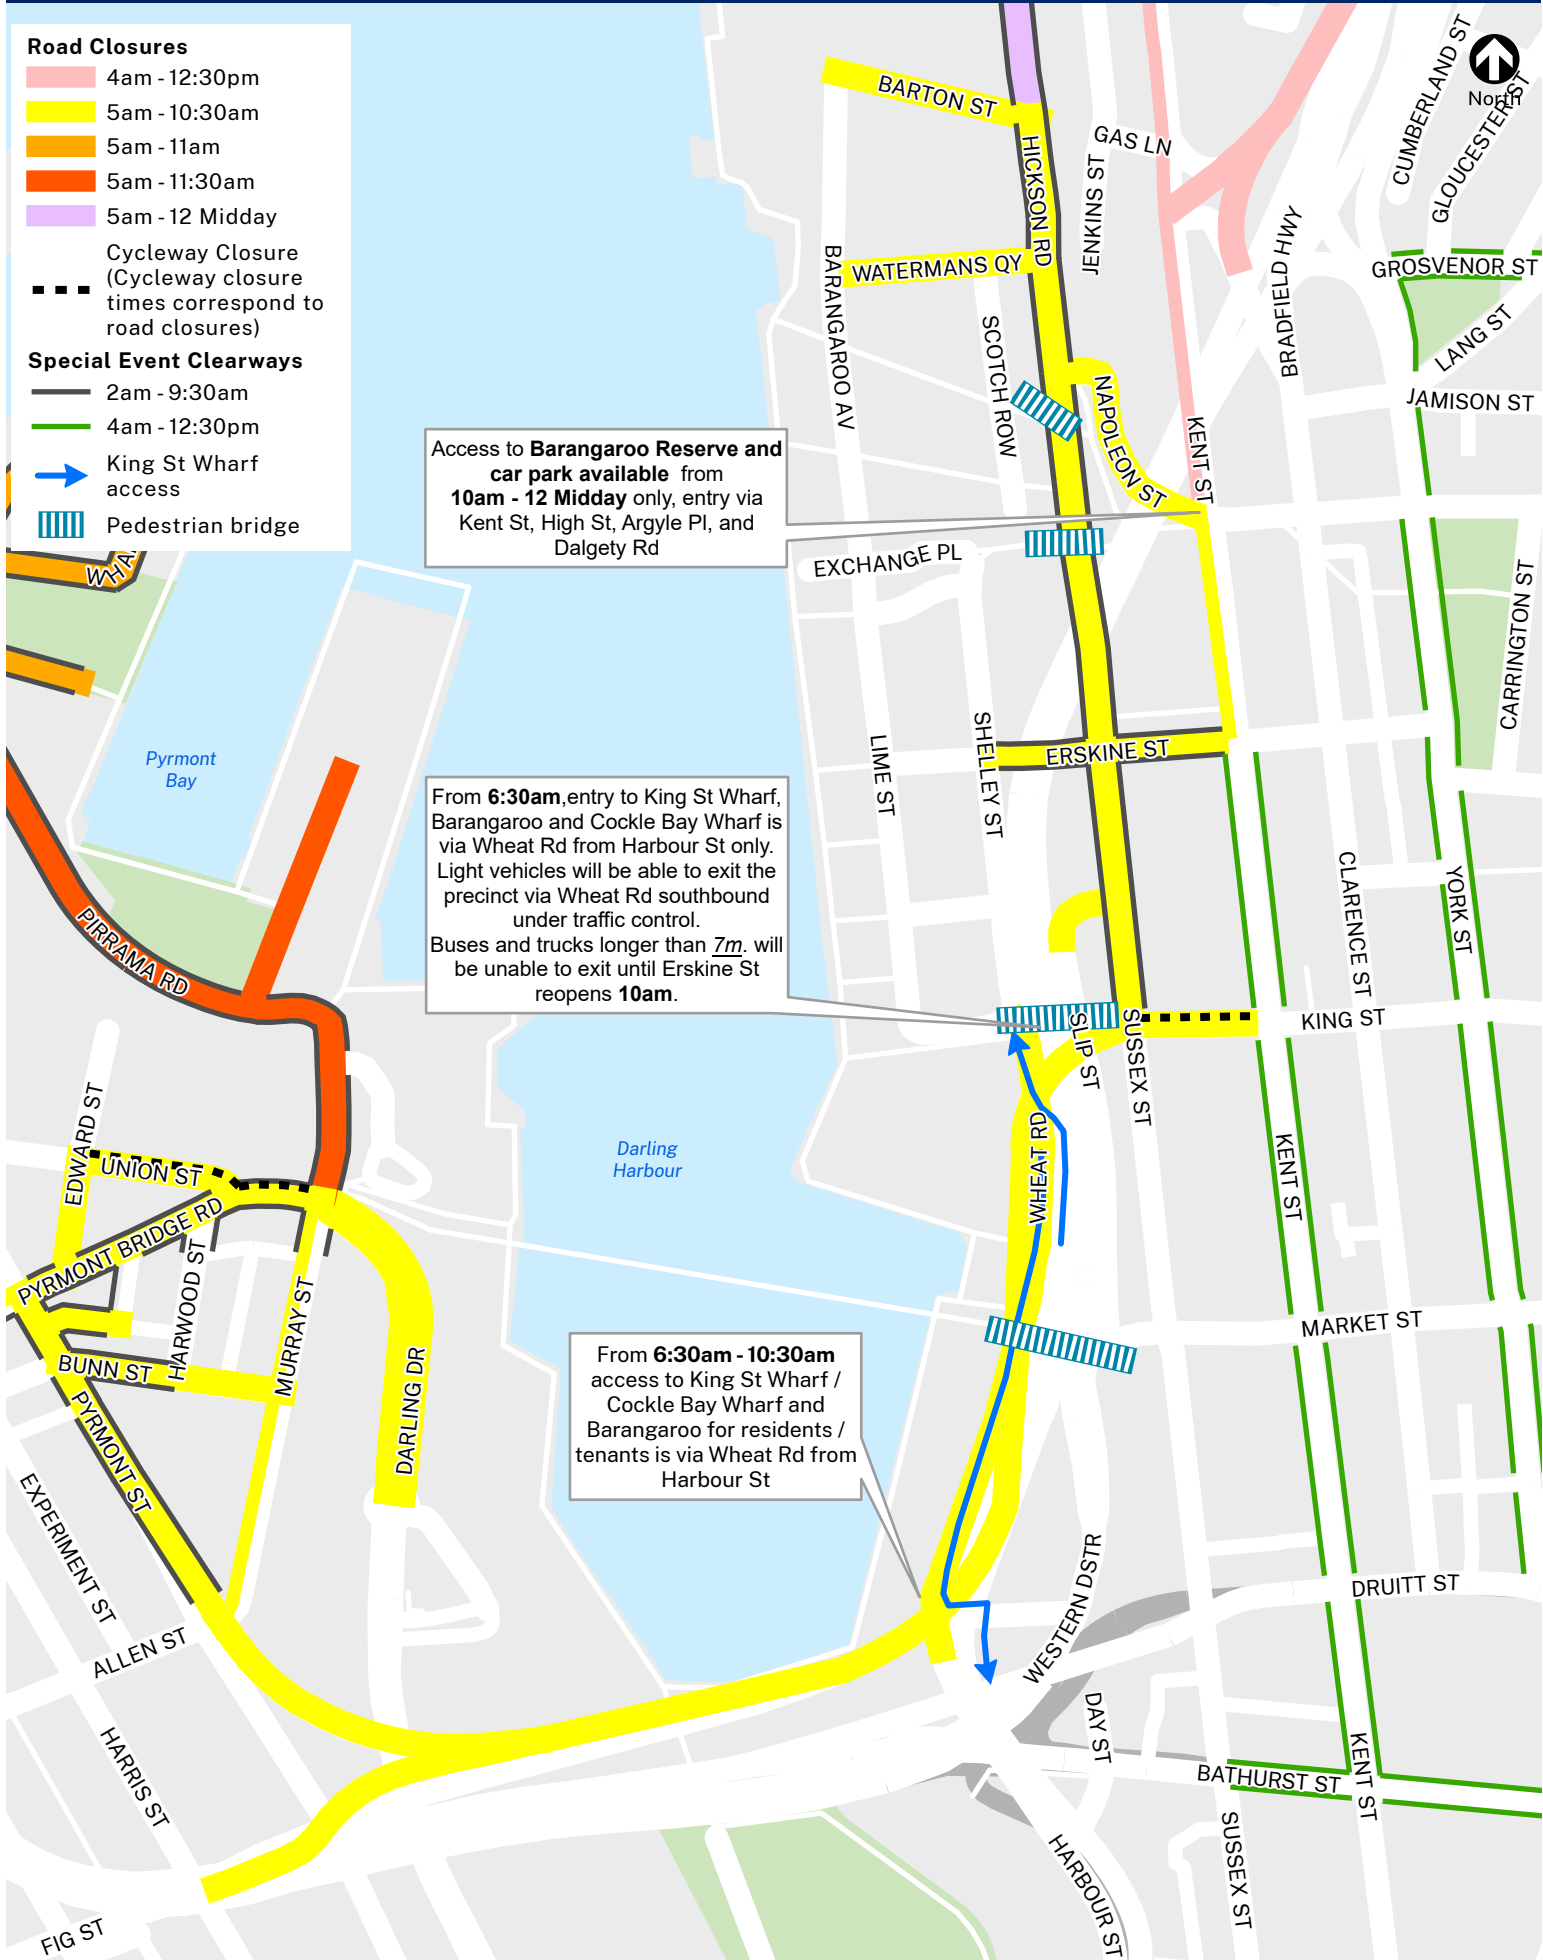 Road Closures
4am - 12:30pm
5am - 10:30am
5am - 11am
5am - 11:30am
5am - 12 Midday
Cycleway Closure
(Cycleway closure
times correspond to
road closures)
Special Event Clearways
2am - 9:30am
4am - 12:30pm
King St Wharf
access
Pedestrian bridge
North
BARTON ST
HICKSON RD
GAS LN
JENKINS ST
CUMBERLAND ST
GLOUCESTER ST
BRADFIELD HWY
GROSVENOR ST
LANG ST
JAMISON ST
WATERMANS QY
BARANGAROO AV
SCOTCH ROW
NAPOLEON ST
KENT ST
Access to Barangaroo Reserve and
car park available from
10am - 12 Midday only, entry via
Kent St, High St, Argyle Pl, and
Dalgety Rd
EXCHANGE PL
CARRINGTON ST
WHA
Pyrmont
Bay
LIME ST
SHELLEY ST
ERSKINE ST
From 6:30am,entry to King St Wharf,
Barangaroo and Cockle Bay Wharf is
via Wheat Rd from Harbour St only.
Light vehicles will be able to exit the
precinct via Wheat Rd southbound
under traffic control.
Buses and trucks longer than 7m. will
be unable to exit until Erskine St
reopens 10am.
CLARENCE ST
YORK ST
PIRRAMA RD
SLIP ST
SUSSEX ST
KING ST
EDWARD ST
UNION ST
Darling
Harbour
WHEAT RD
KENT ST
PYRMONT BRIDGE RD
HARWOOD ST
MURRAY ST
BUNN ST
DARLING DR
MARKET ST
From 6:30am - 10:30am
access to King St Wharf /
Cockle Bay Wharf and
Barangaroo for residents /
tenants is via Wheat Rd from
Harbour St
PYRMONT ST
EXPERIMENT ST
WESTERN DSTR
DRUITT ST
ALLEN ST
DAY ST
HARRIS ST
BATHURST ST
KENT ST
SUSSEX ST
HARBOUR ST
FIG ST